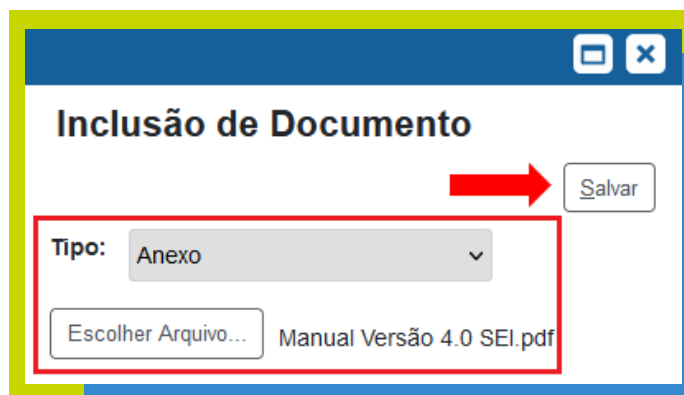 Inclusão de Documento
Salvar
Tipo: Anexo
Escolher Arquivo... Manual Versão 4.0 SEI.pdf